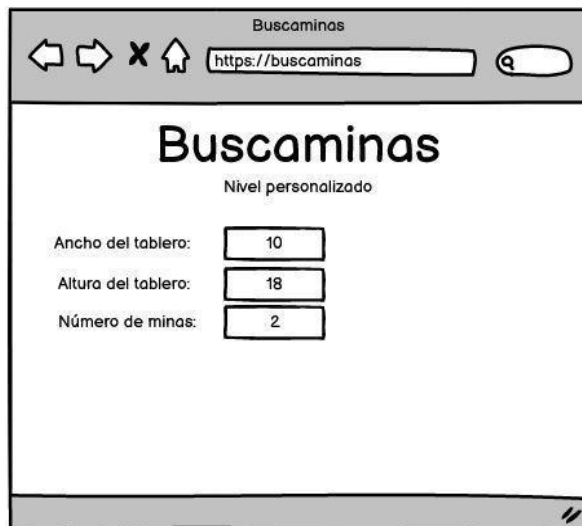 Buscaminas
https://buscaminas
Buscaminas
Nivel personalizado
Ancho del tablero: 10
Altura del tablero: 18
Número de minas: 2